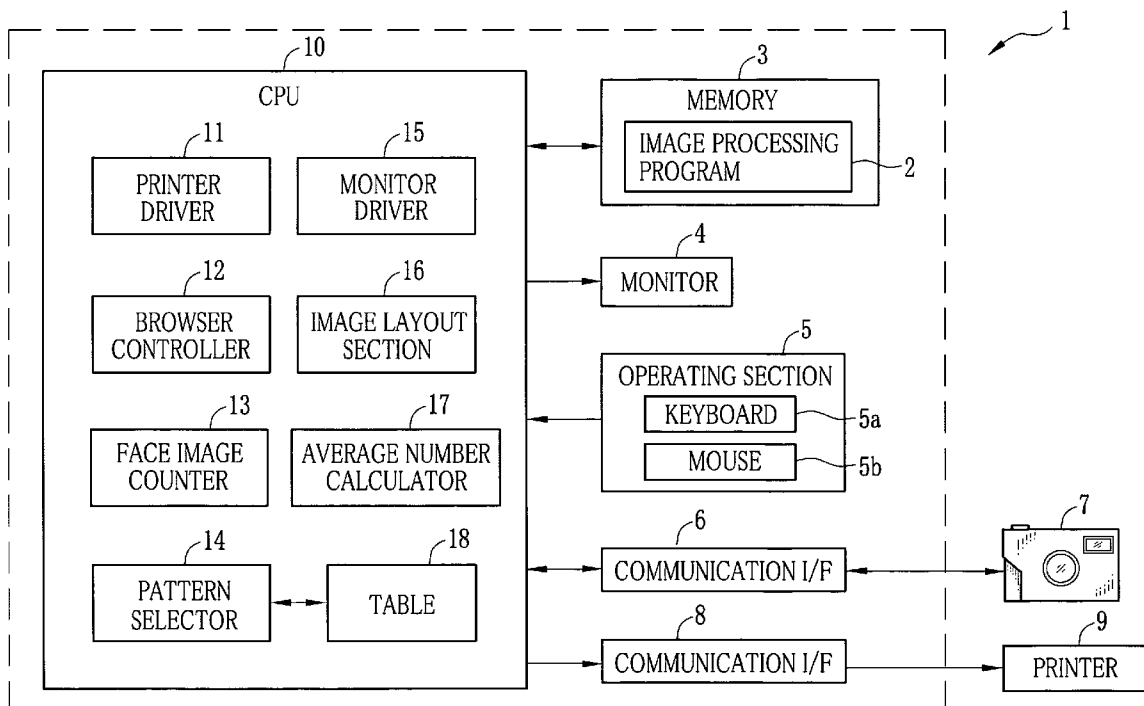 1
10
CPU
11
PRINTER
DRIVER
15
MONITOR
DRIVER
12
BROWSER
CONTROLLER
16
IMAGE LAYOUT
SECTION
13
FACE IMAGE
COUNTER
17
AVERAGE NUMBER
CALCULATOR
14
PATTERN
SELECTOR
18
TABLE
3
MEMORY
IMAGE PROCESSING
PROGRAM
2
4
MONITOR
5
OPERATING SECTION
KEYBOARD
5a
MOUSE
5b
6
COMMUNICATION I/F
7
8
COMMUNICATION I/F
9
PRINTER